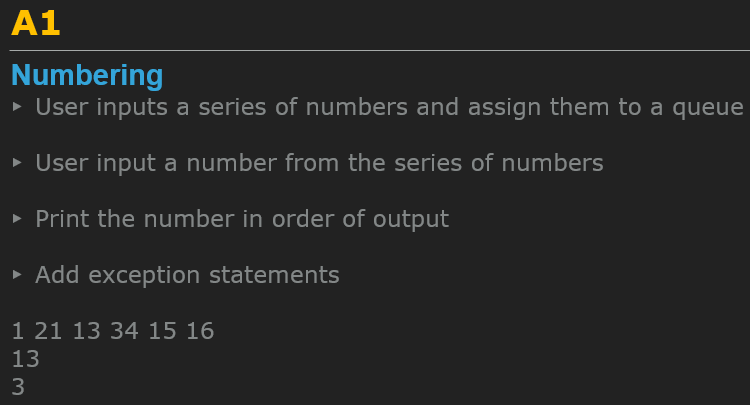 A1
Numbering
▸ User inputs a series of numbers and assign them to a queue
▸ User input a number from the series of numbers
▸ Print the number in order of output
▸ Add exception statements
1 21 13 34 15 16
13
3